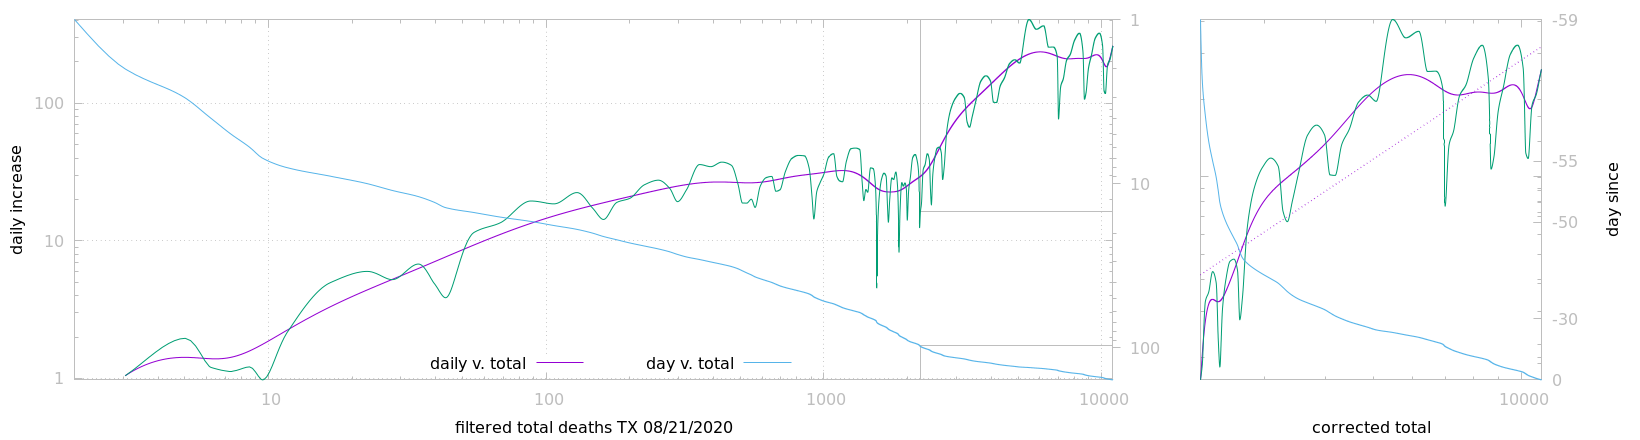 daily increase
100
10
1
10
100
1000
10000
1
10
100
daily v. total
day v. total
filtered total deaths TX 08/21/2020
-59
-55
-50
-30
0
day since
10000
corrected total